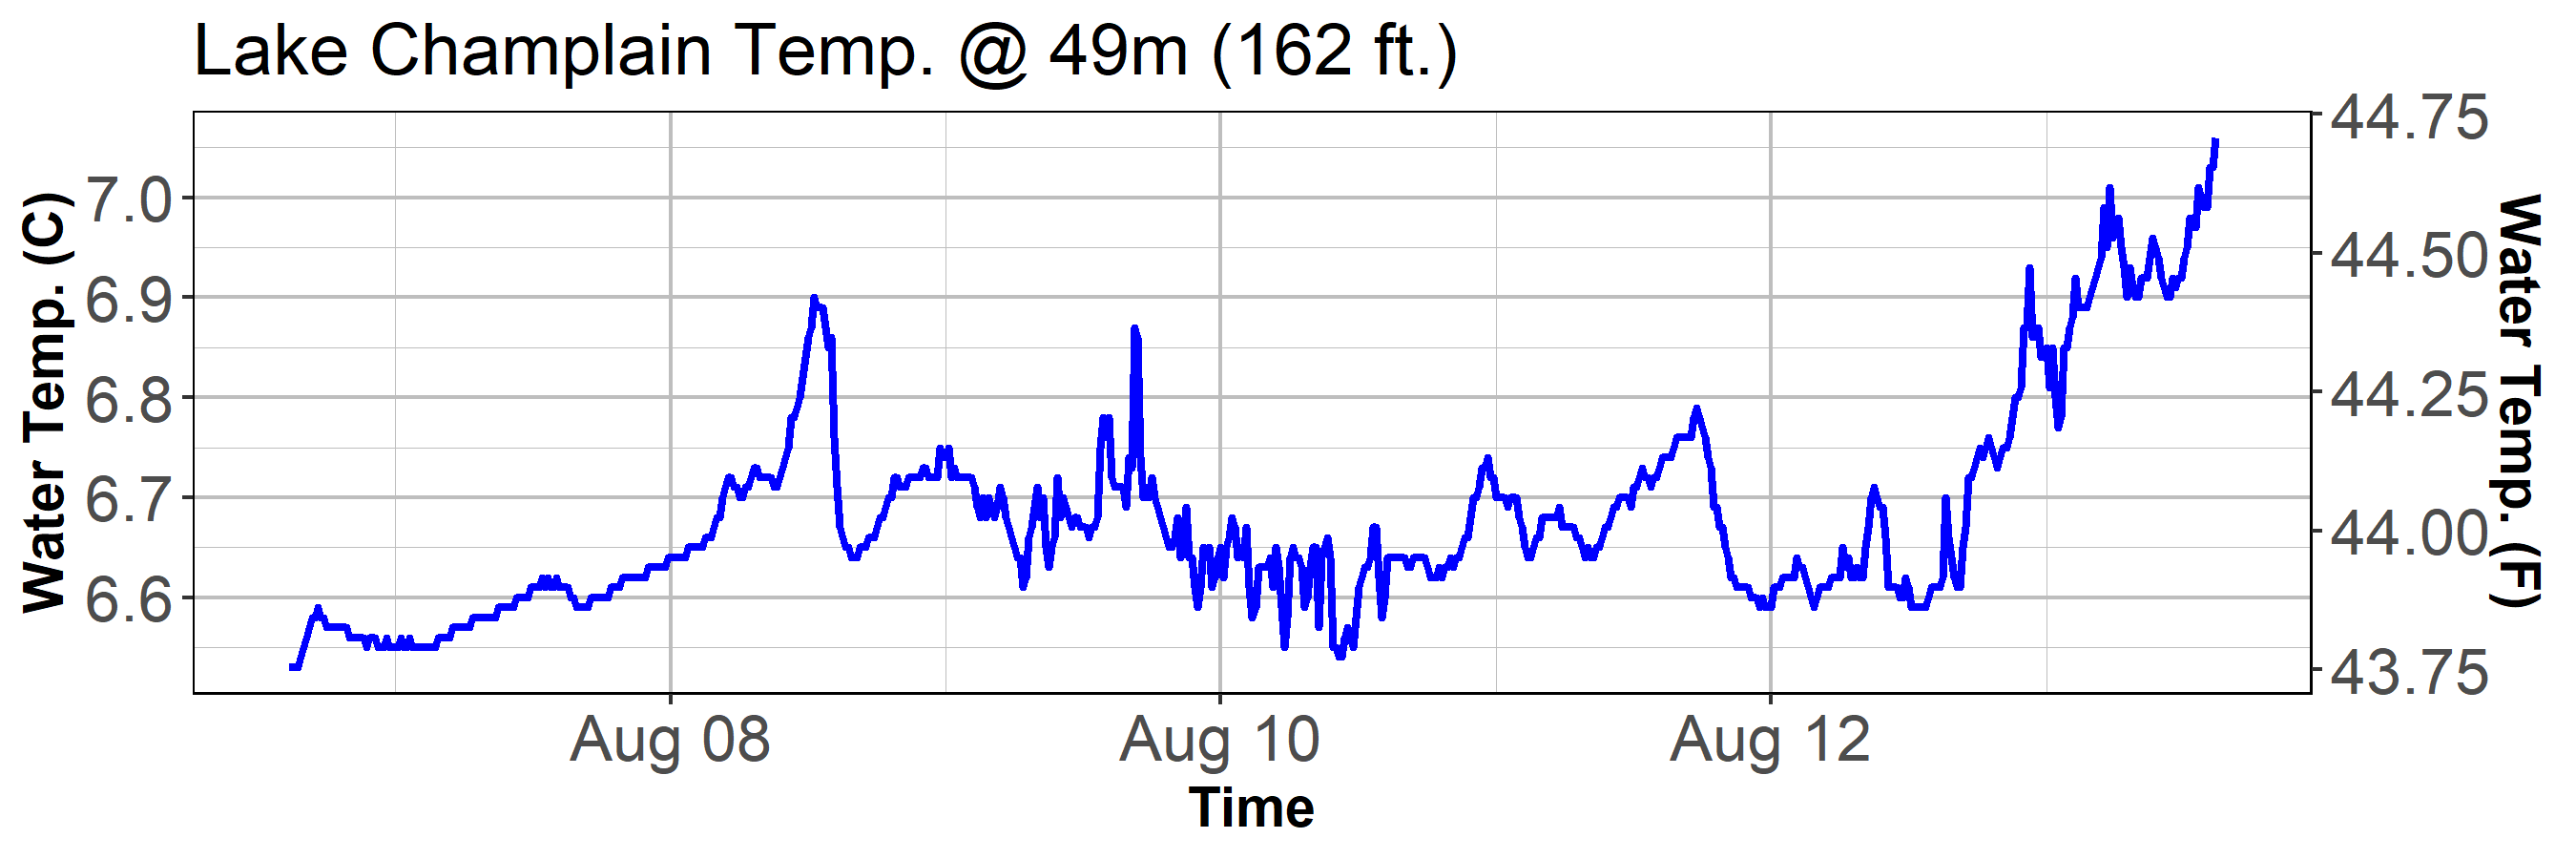 Lake Champlain Temp. @ 49m (162 ft.)
Water Temp. (C)
7.0
6.9
6.8
6.7
6.6
44.75
44.50
44.25
44.00
43.75
Water Temp. (F)
Aug 08
Aug 10
Aug 12
Time